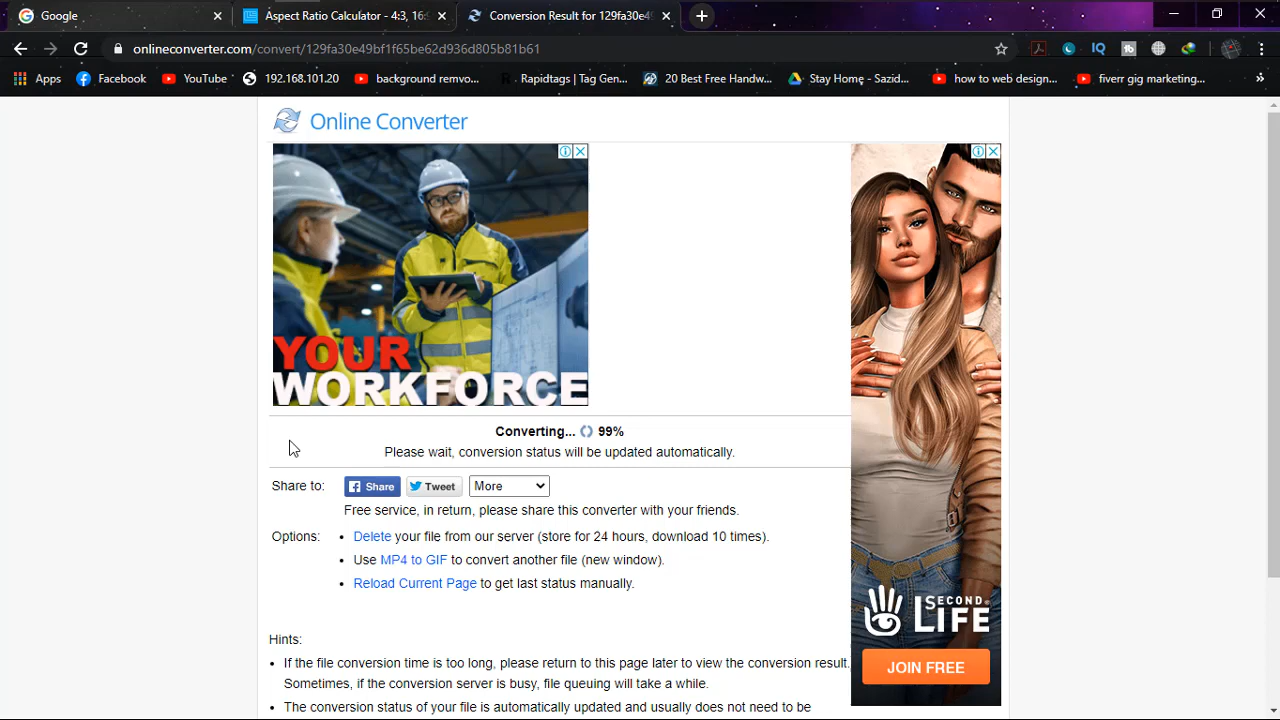 Google
Aspect Ratio Calculator - 4:3, 16:
Conversion Result for 129fa30e49
onlineconverter.com/convert/129fa30e49bf1f65be62d936d805b81b61
Apps
Facebook
YouTube
192.168.101.20
background remvo...
Rapidtags | Tag Gen...
20 Best Free Handw...
Stay Home - Sazid...
how to web design...
fiverr gig marketing...
Online Converter
YOUR
WORKFORCE
Converting... 99%
Please wait, conversion status will be updated automatically.
Share to:
Share
Tweet
More
Free service, in return, please share this converter with your friends.
Options:
• Delete your file from our server (store for 24 hours, download 10 times).
• Use MP4 to GIF to convert another file (new window).
• Reload Current Page to get last status manually.
Hints:
• If the file conversion time is too long, please return to this page later to view the conversion result.
Sometimes, if the conversion server is busy, file queuing will take a while.
• The conversion status of your file is automatically updated and usually does not need to be
SECOND
LIFE
JOIN FREE